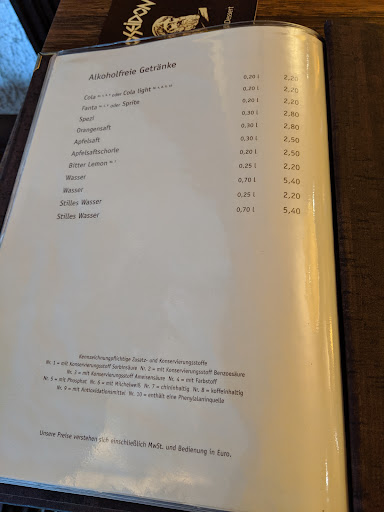 POSEIDON
Dessert
Alkoholfreie Getränke
Cola oder Cola light 0,20 l 2,20
Fanta oder Sprite 0,20 l 2,20
Spezi 0,20 l 2,20
Orangensaft 0,30 l 2,80
Apfelsaft 0,30 l 2,80
Apfelsaftschorle 0,30 l 2,50
Bitter Lemon 0,20 l 2,50
Wasser 0,25 l 2,20
Wasser 0,70 l 5,40
Stilles Wasser 0,25 l 2,20
Stilles Wasser 0,70 l 5,40
Kennzeichnungpflichtige Zusatz- und Konservierungsstoffe
Nr. 1 = mit Konservierungsstoff Sorbinsäure Nr. 2 = mit Konservierungsstoff Benzoesäure
Nr. 3 = mit Konservierungsstoff Ameisensäure Nr. 4 = mit Farbstoff
Nr. 5 = mit Phosphat Nr. 6 = mit Milcheiweiß Nr. 7 = chininhaltig Nr. 8 = koffeinhaltig
Nr. 9 = mit Antioxidationsmittel Nr. 10 = enthält eine Phenylalaninquelle
Unsere Preise verstehen sich einschließlich MwSt. und Bedienung in Euro.